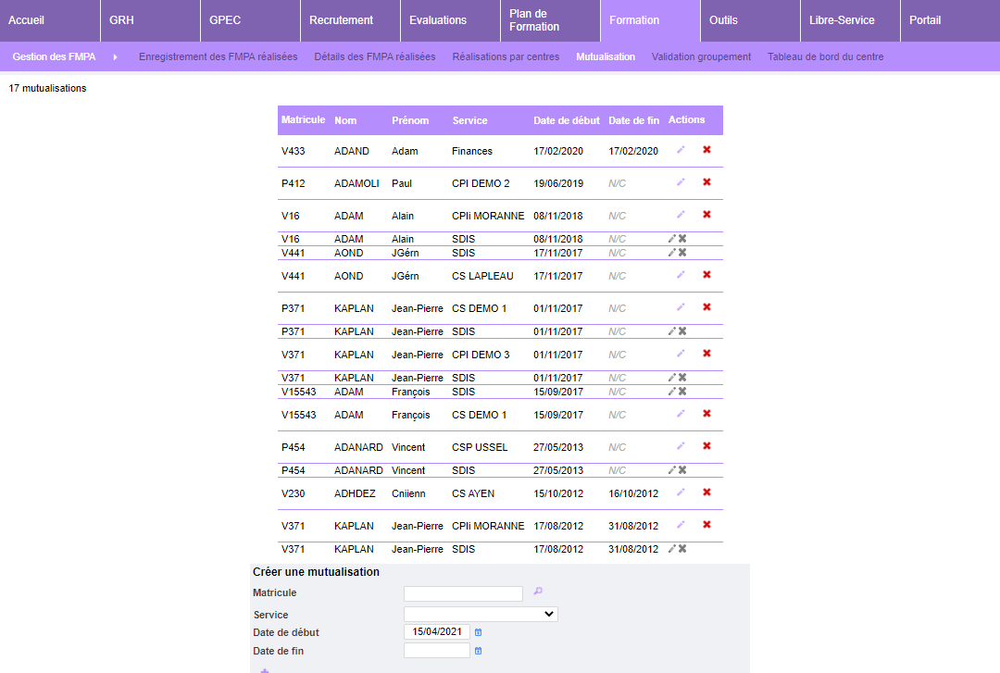 Accueil GRH GPEC Recrutement Evaluations Plan de Formation Formation Outils Libre-Service Portail
Gestion des FMPA Enregistrement des FMPA réalisées Détails des FMPA réalisées Réalisations par centres Mutualisation Validation groupement Tableau de bord du centre
17 mutualisations
Matricule Nom Prénom Service Date de début Date de fin Actions
V433 ADAND Adam Finances 17/02/2020 17/02/2020
P412 ADAMOLI Paul CPI DEMO 2 19/06/2019 N/C
V16 ADAM Alain CPIi MORANNE 08/11/2018 N/C
V16 ADAM Alain SDIS 08/11/2018 N/C
V441 AOND JGérn SDIS 17/11/2017 N/C
V441 AOND JGérn CS LAPLEAU 17/11/2017 N/C
P371 KAPLAN Jean-Pierre CS DEMO 1 01/11/2017 N/C
P371 KAPLAN Jean-Pierre SDIS 01/11/2017 N/C
V371 KAPLAN Jean-Pierre CPI DEMO 3 01/11/2017 N/C
V371 KAPLAN Jean-Pierre SDIS 01/11/2017 N/C
V15543 ADAM François SDIS 15/09/2017 N/C
V15543 ADAM François CS DEMO 1 15/09/2017 N/C
P454 ADANARD Vincent CSP USSEL 27/05/2013 N/C
P454 ADANARD Vincent SDIS 27/05/2013 N/C
V230 ADHDEZ Cniienn CS AYEN 15/10/2012 16/10/2012
V371 KAPLAN Jean-Pierre CPIi MORANNE 17/08/2012 31/08/2012
V371 KAPLAN Jean-Pierre SDIS 17/08/2012 31/08/2012
Créer une mutualisation
Matricule
Service
Date de début 15/04/2021
Date de fin